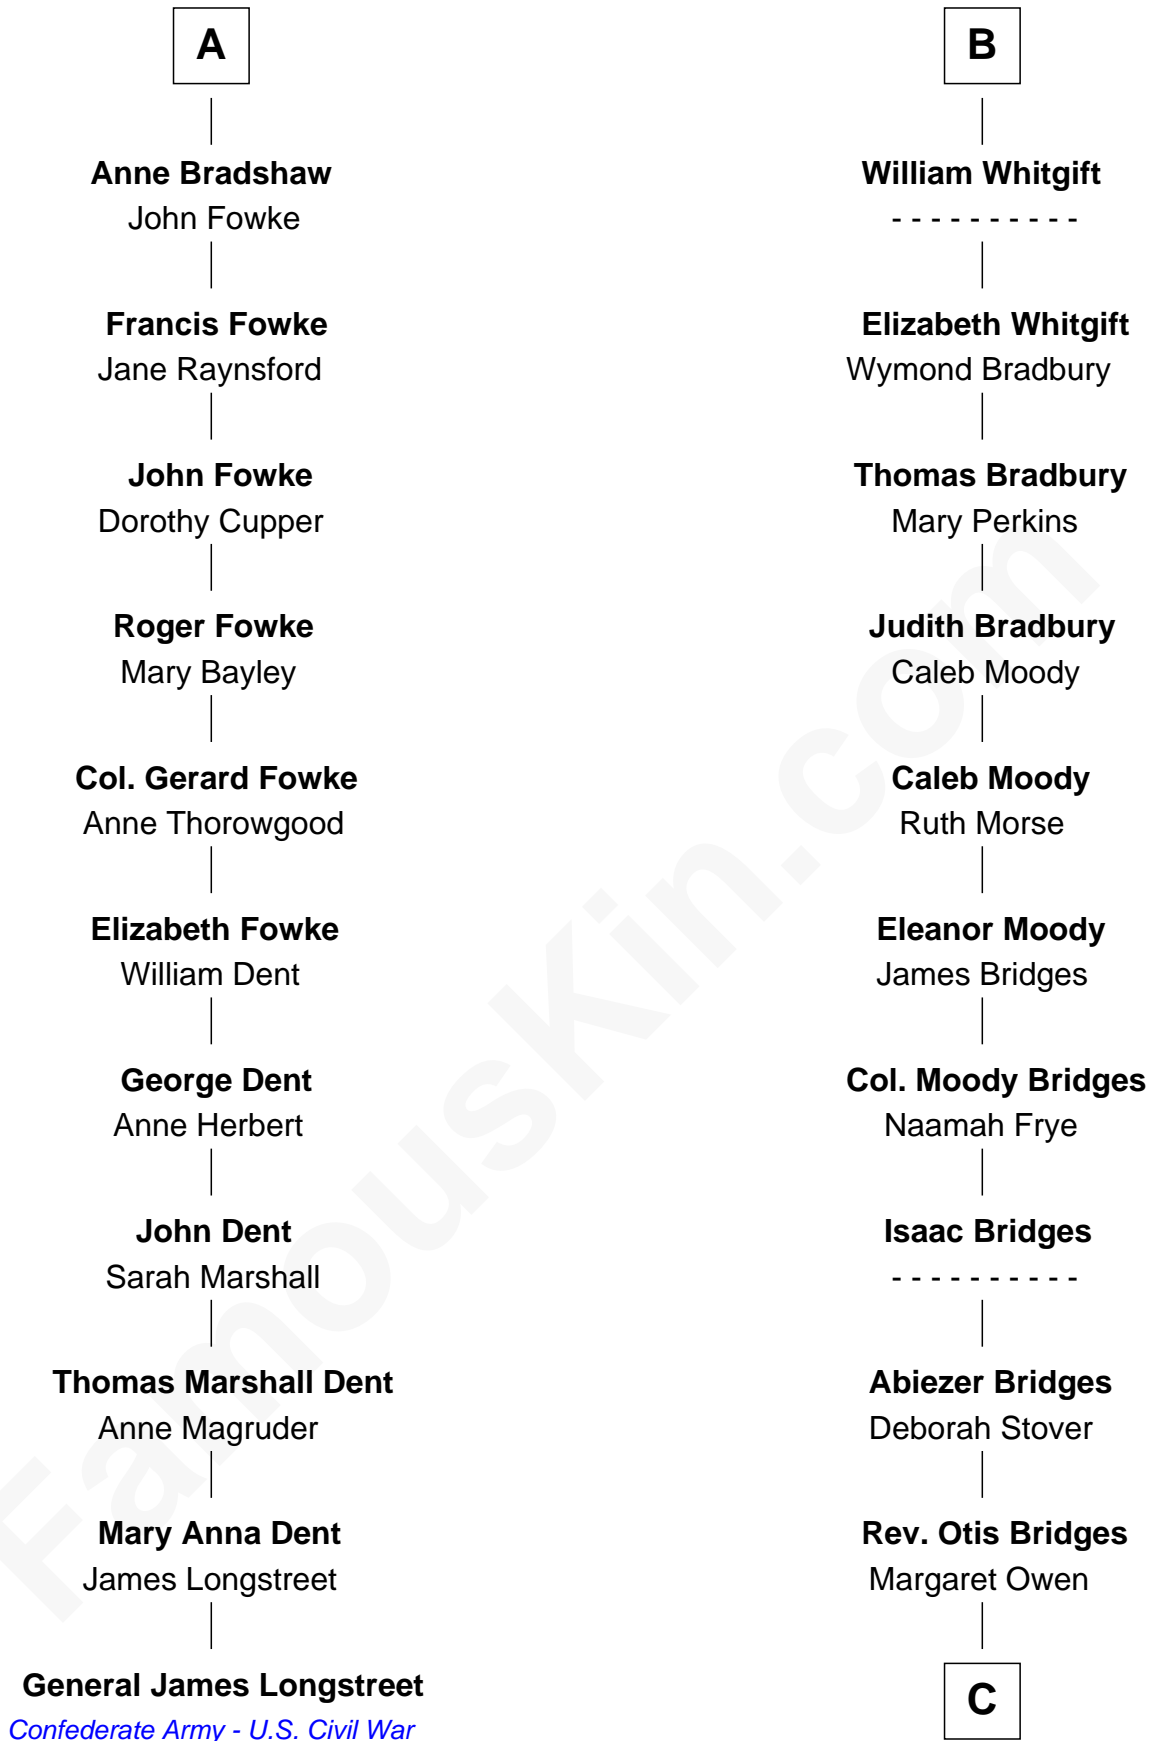 A
Anne Bradshaw
John Fowke
Francis Fowke
Jane Raynsford
John Fowke
Dorothy Cupper
Roger Fowke
Mary Bayley
Col. Gerard Fowke
Anne Thorowgood
Elizabeth Fowke
William Dent
George Dent
Anne Herbert
John Dent
Sarah Marshall
Thomas Marshall Dent
Anne Magruder
Mary Anna Dent
James Longstreet
General James Longstreet
Confederate Army - U.S. Civil War
B
William Whitgift
- - - - - - - - - -
Elizabeth Whitgift
Wymond Bradbury
Thomas Bradbury
Mary Perkins
Judith Bradbury
Caleb Moody
Caleb Moody
Ruth Morse
Eleanor Moody
James Bridges
Col. Moody Bridges
Naamah Frye
Isaac Bridges
- - - - - - - - - -
Abiezer Bridges
Deborah Stover
Rev. Otis Bridges
Margaret Owen
C
FamousKin.com